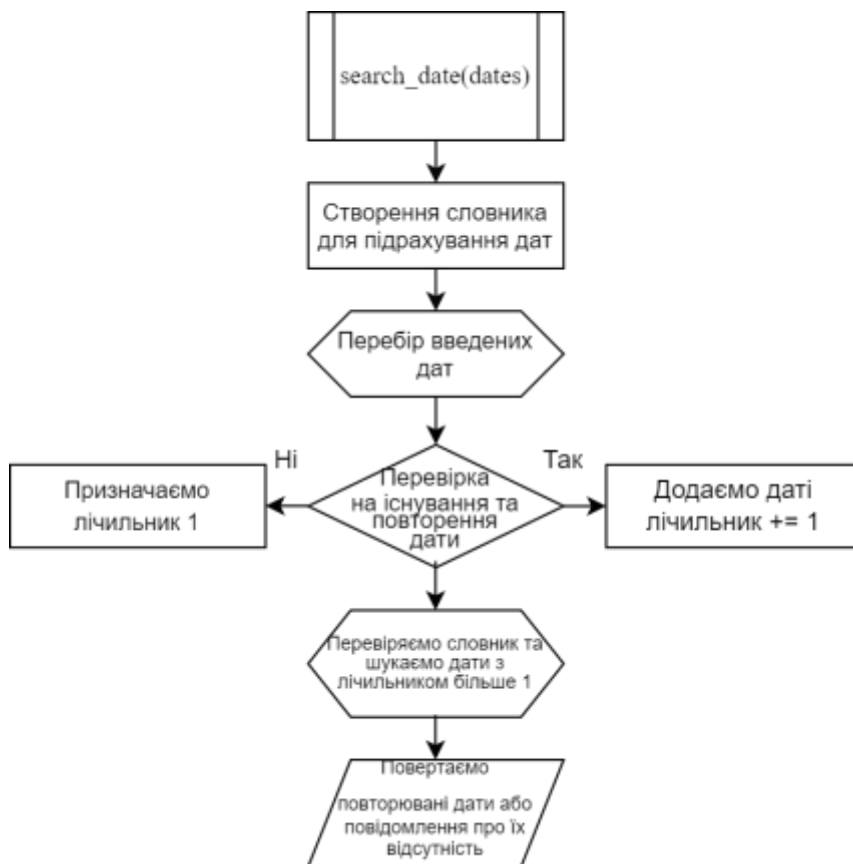 search_date(dates)
Створення словника
для підрахування дат
Перебір введених
дат
Ні
Так
Призначаємо
лічильник 1
Перевірка
на існування та
повторення
дати
Додаємо даті
лічильник += 1
Перевіряємо словник та
шукаємо дати з
лічильником більше 1
Повертаємо
повторювані дати або
повідомлення про їх
відсутність